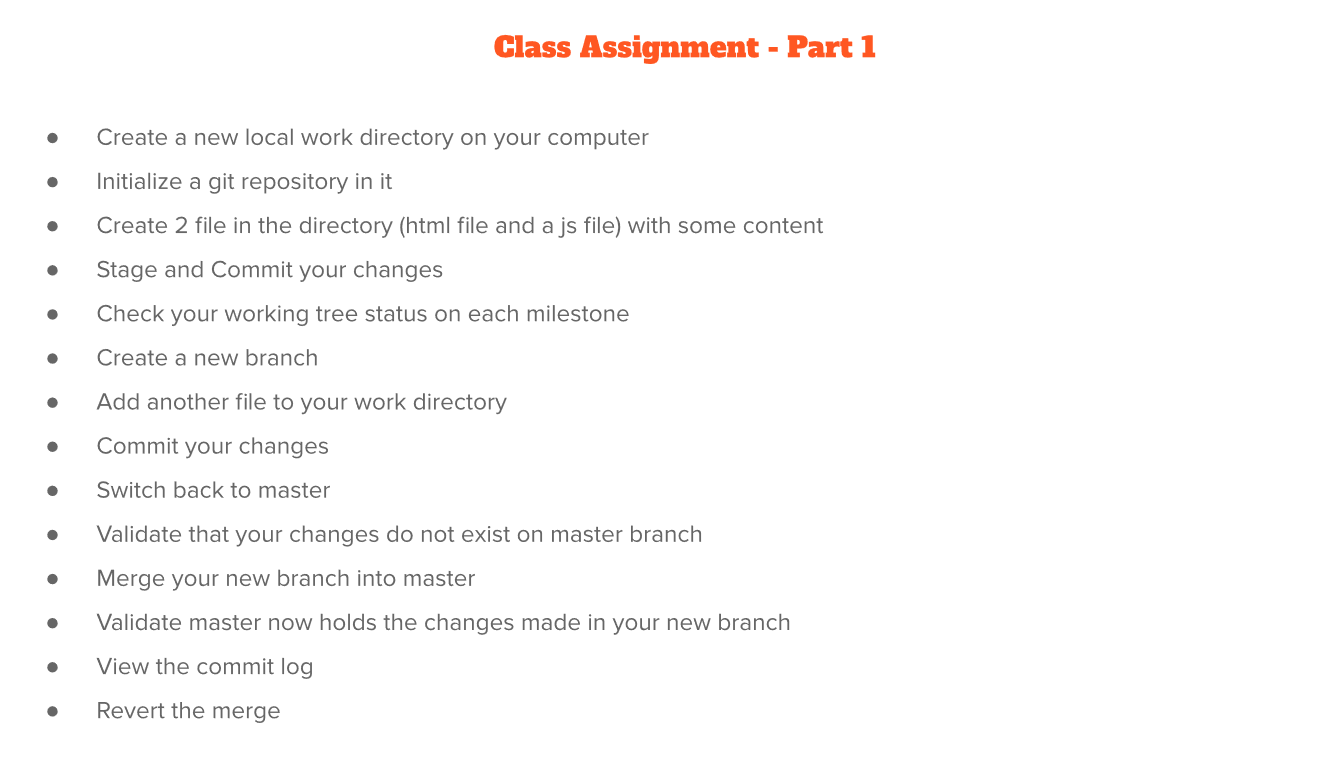 Class Assignment - Part 1
● Create a new local work directory on your computer
● Initialize a git repository in it
● Create 2 file in the directory (html file and a js file) with some content
● Stage and Commit your changes
● Check your working tree status on each milestone
● Create a new branch
● Add another file to your work directory
● Commit your changes
● Switch back to master
● Validate that your changes do not exist on master branch
● Merge your new branch into master
● Validate master now holds the changes made in your new branch
● View the commit log
● Revert the merge